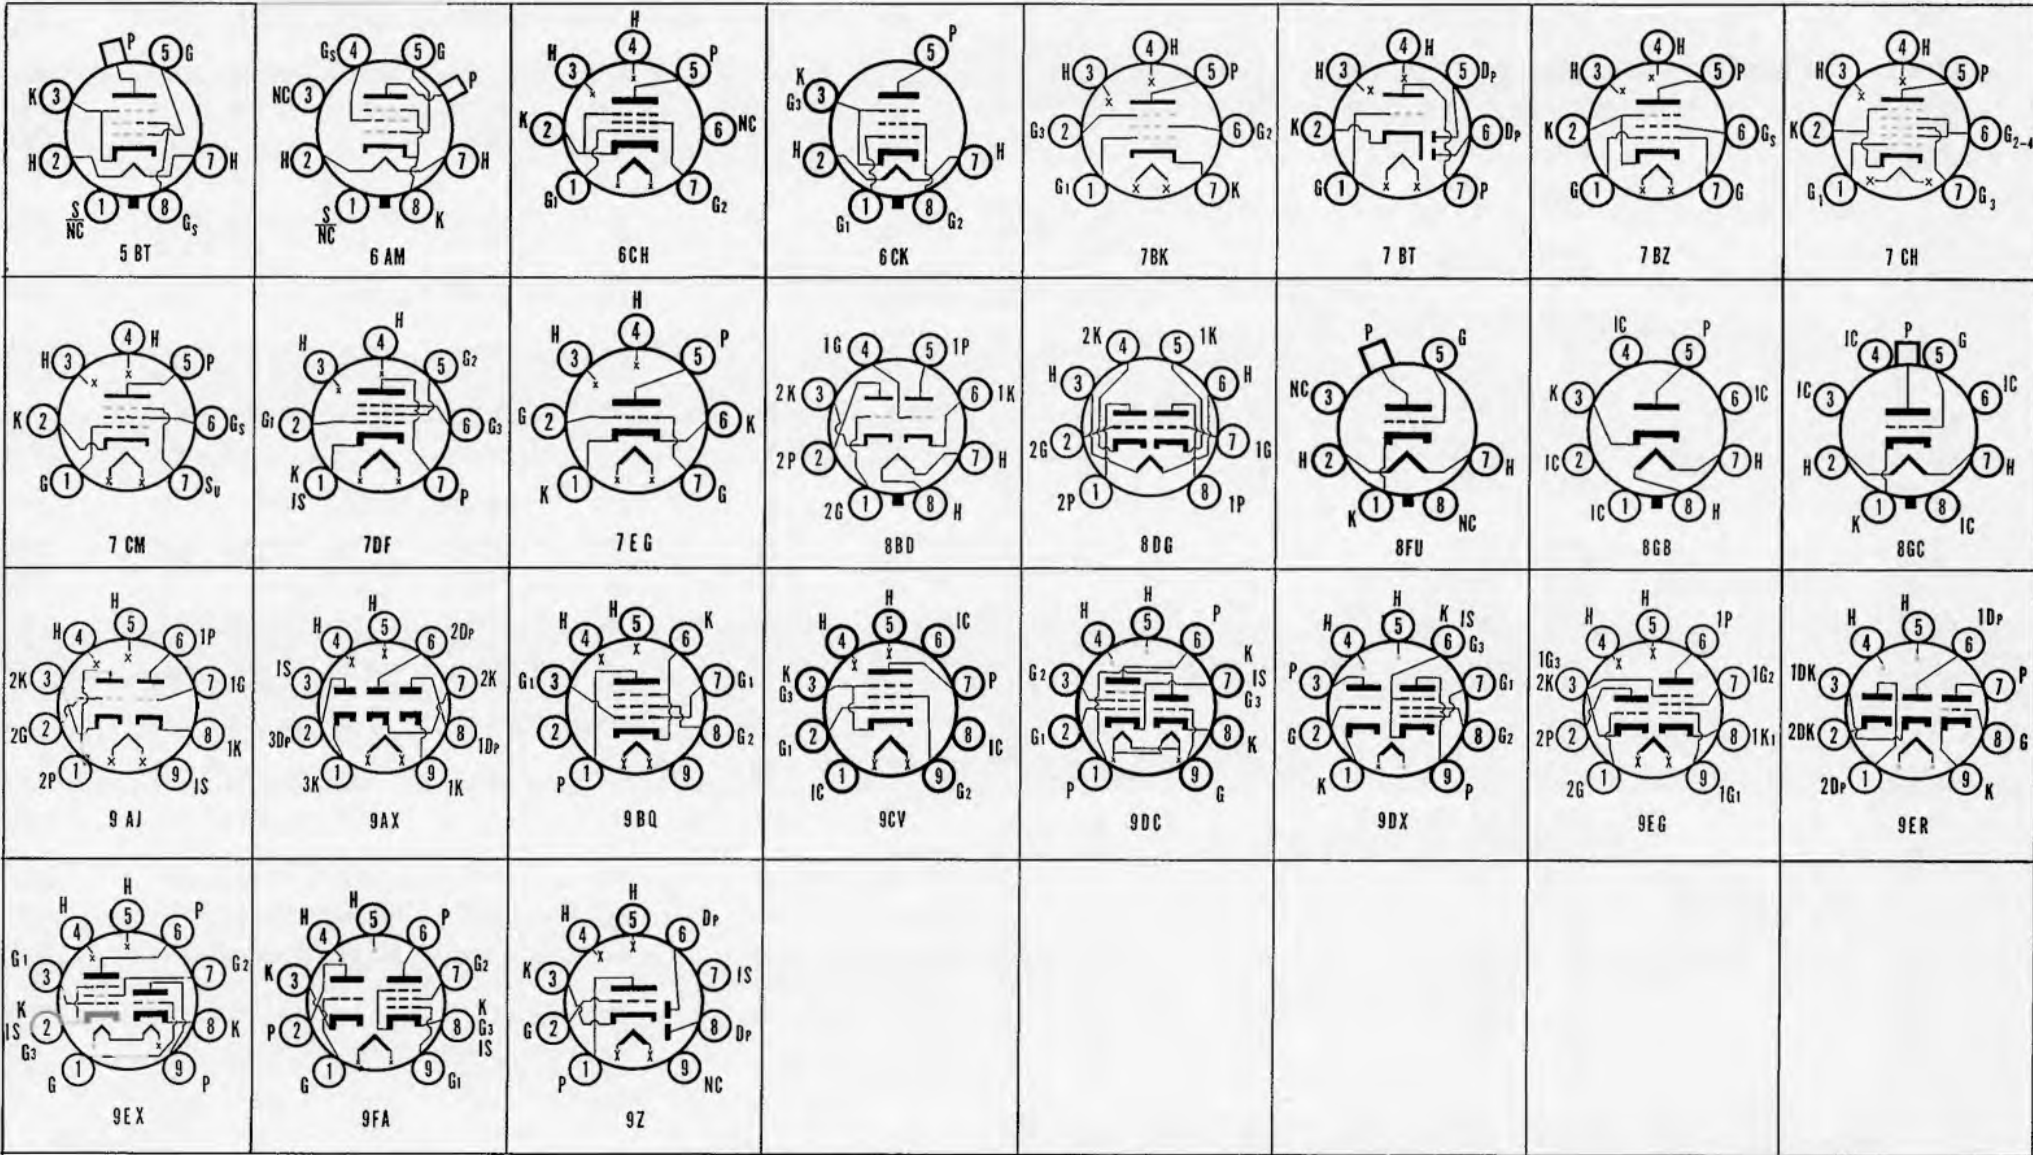 P 5 G
K 3
H 2 7 H
1 8
S/NC GS
5 BT
GS 4 5 G
P
NC 3
H 2 7 H
1 8 K
S/NC
6 AM
H
H 3 4 5 P
K 2 6 NC
G1 1 7 G2
6CH
5 P
K
G3 3
H 2 7 H
G1 1 8 G2
6CK
H 3 4 H 5 P
G3 2 6 G2
G1 1 7 K
7BK
H 3 4 H 5 DP
K 2 6 DP
G 1 7 P
7 BT
H 3 4 H 5 P
K 2 6 GS
G 1 7 G
7 BZ
H 3 4 H 5 P
K 2 6 G2-4
G1 1 7 G3
7 CH
H 3 4 H 5 P
K 2 6 GS
G 1 7 SU
7 CM
H
H 3 4 5 G2
G1 2 6 G3
K
IS 1 7 P
7DF
H
H 3 4 5 P
G 2 6 K
K 1 7 G
7EG
1G 4 5 1P
2K 3 6 1K
2P 2 7 H
2G 1 8 H
8BD
2K 4 5 1K
H 3 6 H
2G 2 7 1G
2P 1 8 1P
8DG
P 5 G
NC 3
H 2 7 H
K 1 8 NC
8FU
IC 4 5 P
K 3 6 IC
IC 2 7 H
IC 1 8 H
8GB
IC 4 P 5 G
IC 3 6 IC
H 2 7 H
K 1 8 IC
8GC
H
H 4 5 6 1P
2K 3 7 1G
2G 2 8 1K
2P 1 9 IS
9 AJ
H
H 4 5 6 2DP
IS 3 7 2K
3DP 2 8 1DP
3K 1 9 1K
9AX
H
H 4 5 6 K
G1 3 7 G1
2 8 G2
P 1 9
9BQ
H
H 4 5 6 IC
K
G3 3 7 P
G1 2 8 IC
IC 1 9 G2
9CV
H
H 4 5 6 P
G2 3 7 K IS G3
G1 2 8 K
P 1 9 G
9DC
H
H 4 5 6 K IS G3
P 3 7 G1
G 2 8 G2
K 1 9 P
9DX
H
H 4 5 6 1P
1G3
2K 3 7 1G2
2P 2 8 1K1
2G 1 9 1G1
9EG
H
H 4 5 6 1DP
1DK 3 7 P
2DK 2 8 G
2DP 1 9 K
9ER
H
H 4 5 6 P
G1 3 7 G2
K
IS 2 8 K
G3
G 1 9 P
9EX
H
H 4 5 6 P
K 3 7 G2
P 2 8 K G3 IS
G 1 9 G1
9FA
H
H 4 5 6 DP
K 3 7 IS
G 2 8 DP
P 1 9 NC
9Z